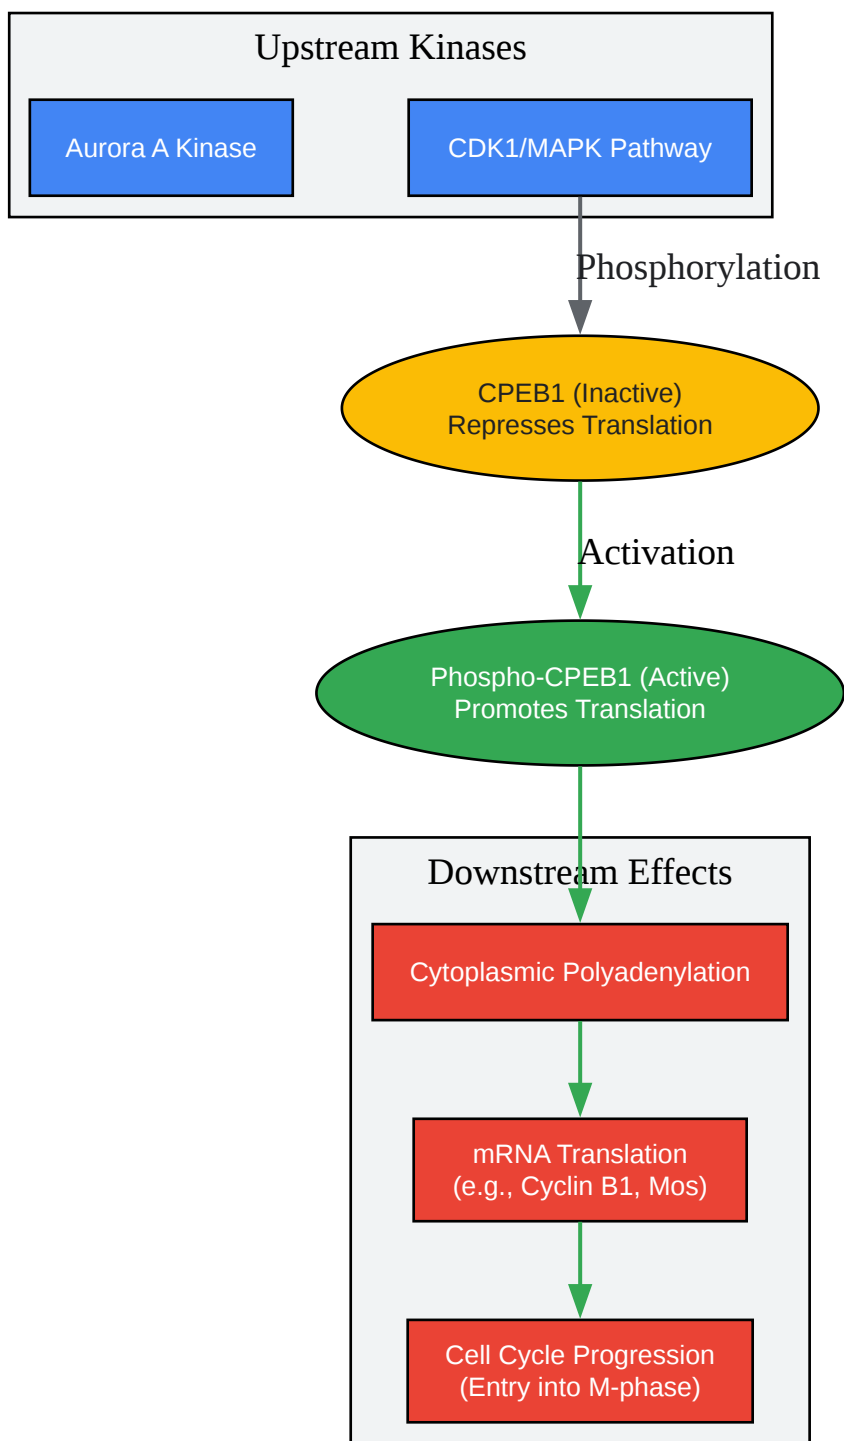 Upstream Kinases
Aurora A Kinase
CDK1/MAPK Pathway
Phosphorylation
CPEB1 (Inactive)
Represses Translation
Activation
Phospho-CPEB1 (Active)
Promotes Translation
Downstream Effects
Cytoplasmic Polyadenylation
mRNA Translation
(e.g., Cyclin B1, Mos)
Cell Cycle Progression
(Entry into M-phase)